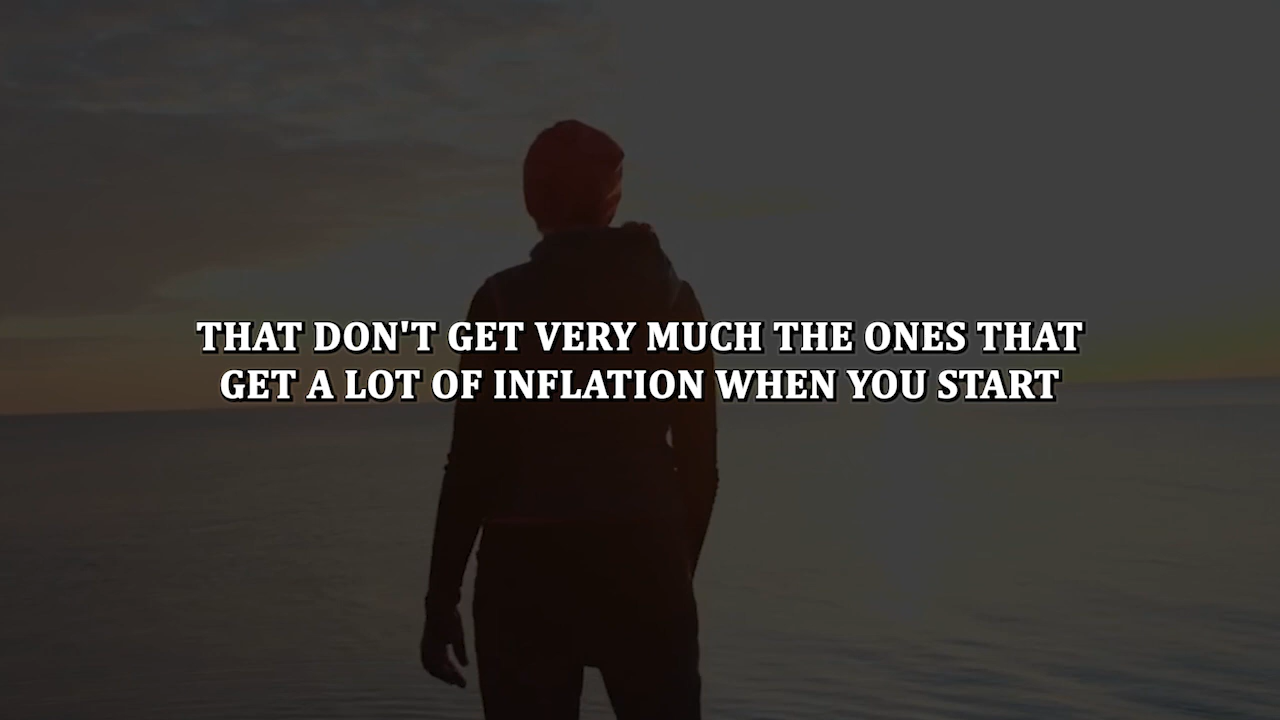 THAT DON'T GET VERY MUCH THE ONES THAT
GET A LOT OF INFLATION WHEN YOU START